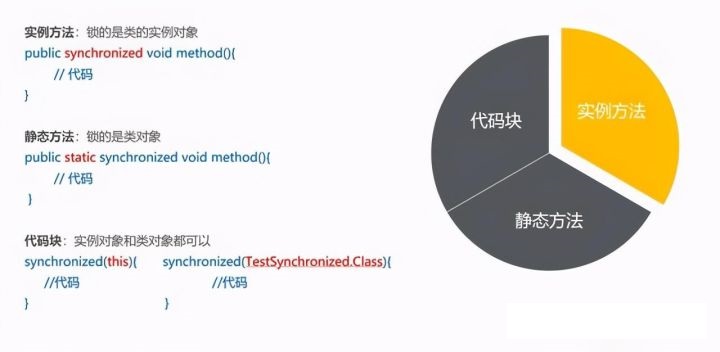 实例方法：锁的是类的实例对象
public synchronized void method(){
// 代码
}
静态方法：锁的是类对象
public static synchronized void method(){
// 代码
}
代码块：实例对象和类对象都可以
synchronized(this){ synchronized(TestSynchronized.Class){
//代码 //代码
} }
代码块
实例方法
静态方法